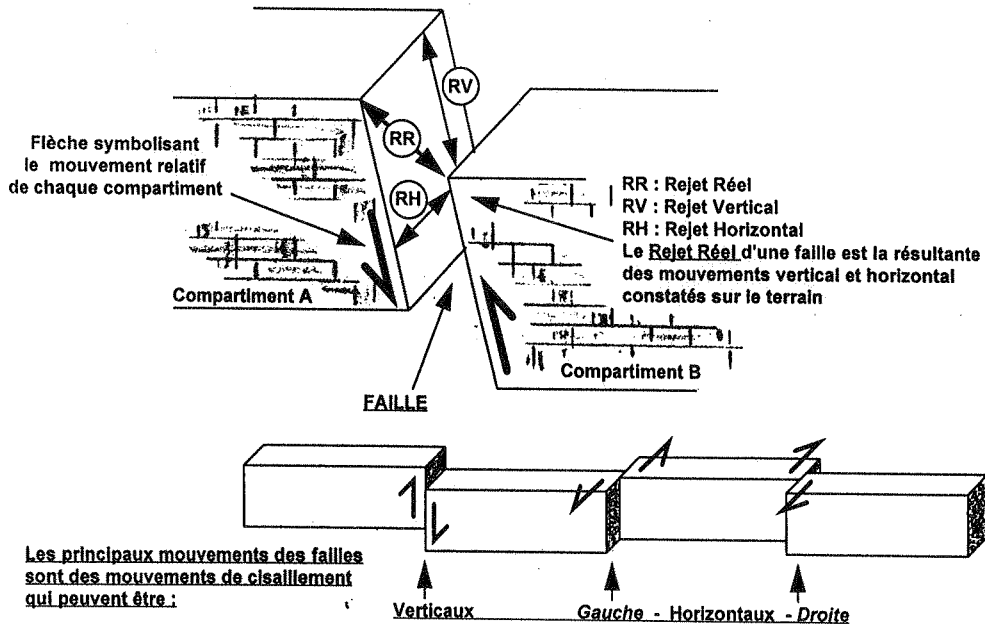 RV
RR
RH
Flèche symbolisant
le mouvement relatif
de chaque compartiment
Compartiment A
RR : Rejet Réel
RV : Rejet Vertical
RH : Rejet Horizontal
Le Rejet Réel d'une faille est la résultante
des mouvements vertical et horizontal
constatés sur le terrain
Compartiment B
FAILLE
Les principaux mouvements des failles
sont des mouvements de cisaillement
qui peuvent être :
Verticaux
Gauche - Horizontaux - Droite